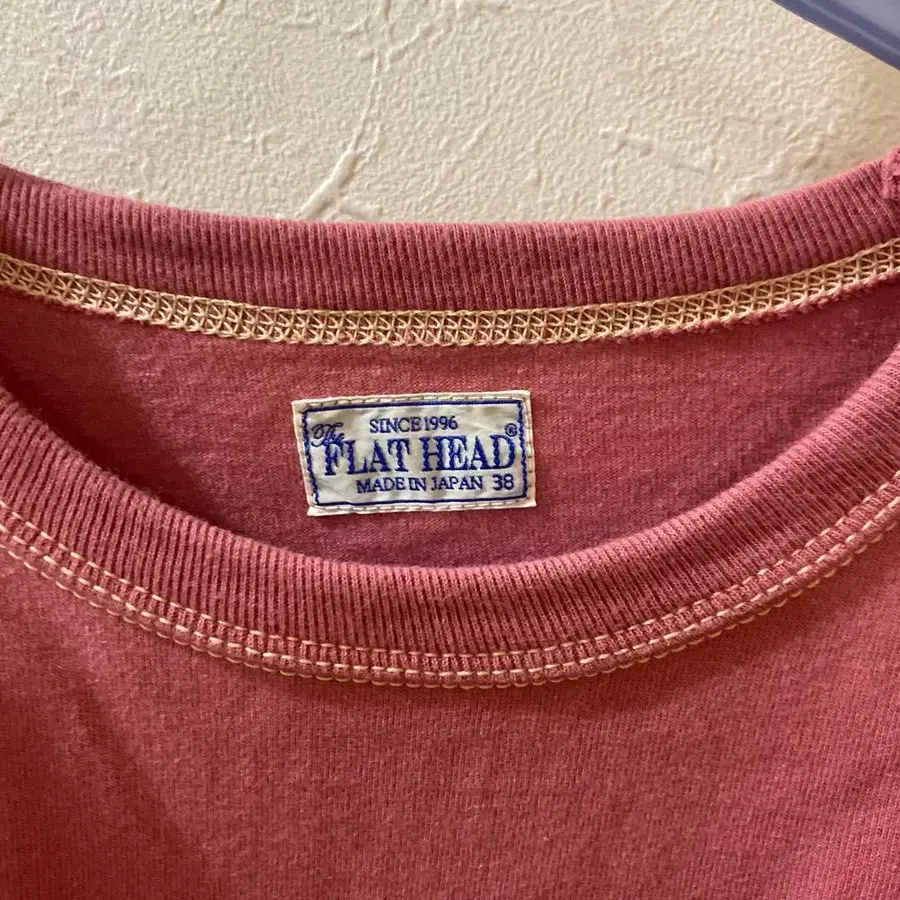 SINCE 1996
The FLAT HEAD®
MADE IN JAPAN 38